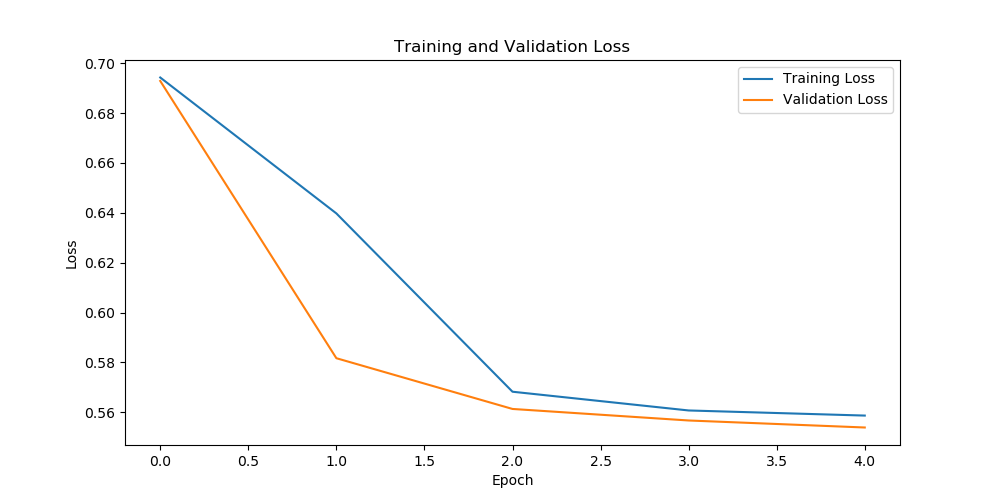 Training and Validation Loss
Training Loss
Validation Loss
0.70
0.68
0.66
0.64
0.62
0.60
0.58
0.56
Loss
0.0 0.5 1.0 1.5 2.0 2.5 3.0 3.5 4.0
Epoch